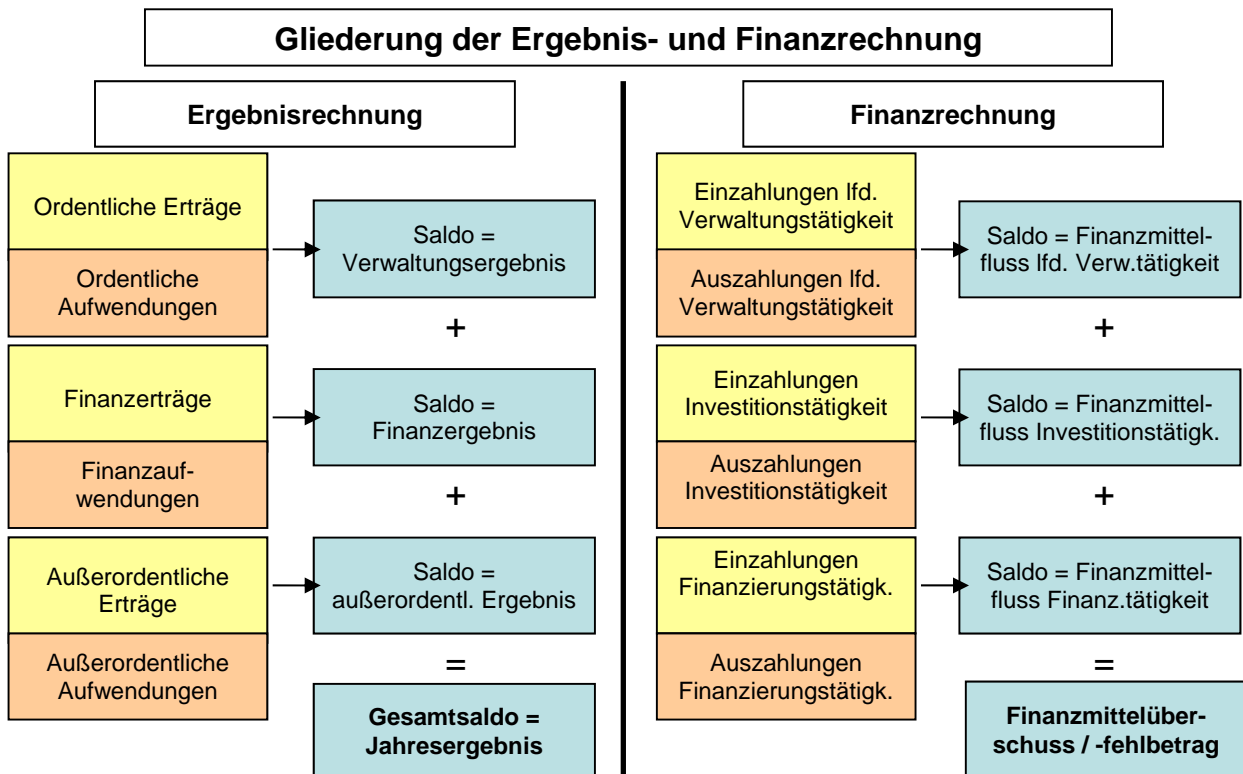 Gliederung der Ergebnis- und Finanzrechnung
Ergebnisrechnung
Ordentliche Erträge
Ordentliche
Aufwendungen
Saldo =
Verwaltungsergebnis
+
Finanzerträge
Finanzauf-
wendungen
Saldo =
Finanzergebnis
+
Außerordentliche
Erträge
Außerordentliche
Aufwendungen
Saldo =
außerordentl. Ergebnis
=
Gesamtsaldo =
Jahresergebnis
Finanzrechnung
Einzahlungen lfd.
Verwaltungstätigkeit
Auszahlungen lfd.
Verwaltungstätigkeit
Saldo = Finanzmittel-
fluss lfd. Verw.tätigkeit
+
Einzahlungen
Investitionstätigkeit
Auszahlungen
Investitionstätigkeit
Saldo = Finanzmittel-
fluss Investitionstätigk.
+
Einzahlungen
Finanzierungstätigk.
Auszahlungen
Finanzierungstätigk.
Saldo = Finanzmittel-
fluss Finanz.tätigkeit
=
Finanzmittelüber-
schuss / -fehlbetrag